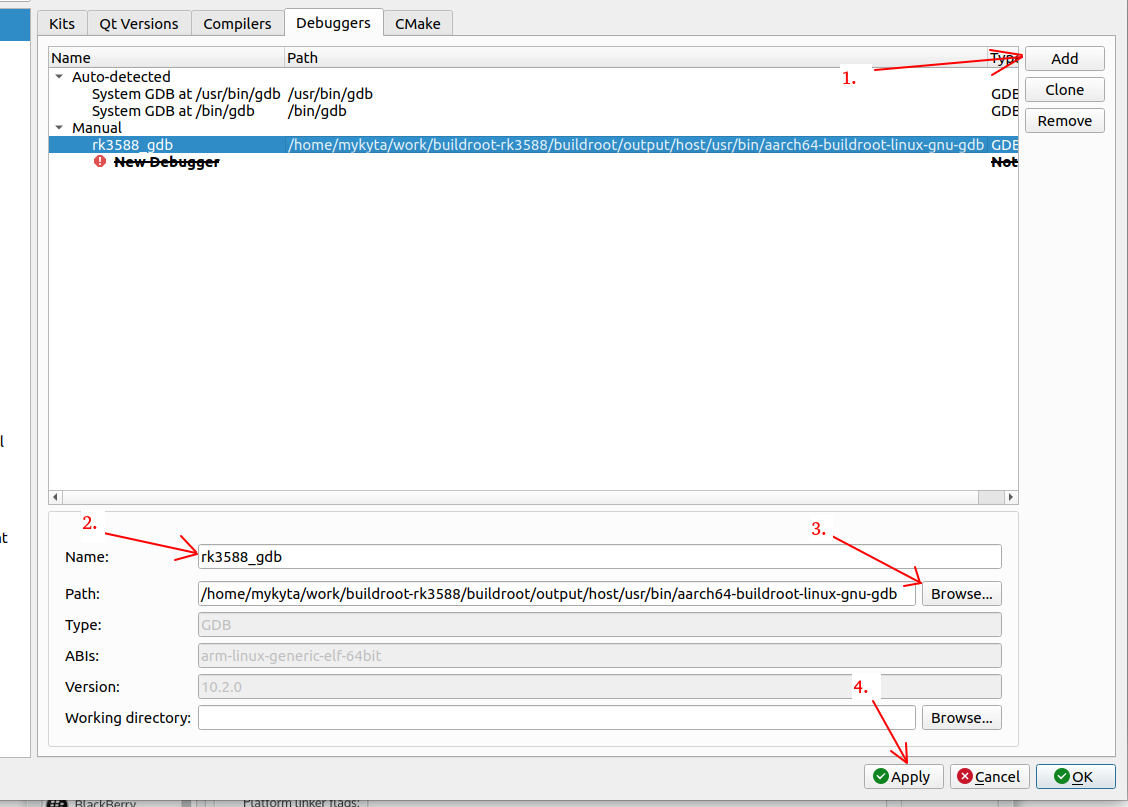 Kits Qt Versions Compilers Debuggers CMake
Name Path Type
1.
Add
Auto-detected
System GDB at /usr/bin/gdb /usr/bin/gdb GDB
Clone
System GDB at /bin/gdb /bin/gdb GDB
Manual
Remove
rk3588_gdb /home/mykyta/work/buildroot-rk3588/buildroot/output/host/usr/bin/aarch64-buildroot-linux-gnu-gdb GDB
New Debugger Not
2.
3.
Name: rk3588_gdb
Path: /home/mykyta/work/buildroot-rk3588/buildroot/output/host/usr/bin/aarch64-buildroot-linux-gnu-gdb Browse...
Type: GDB
ABIs: arm-linux-generic-elf-64bit
Version: 10.2.0
4.
Working directory: Browse...
Apply Cancel OK
BlackBerry Platform linker flags: